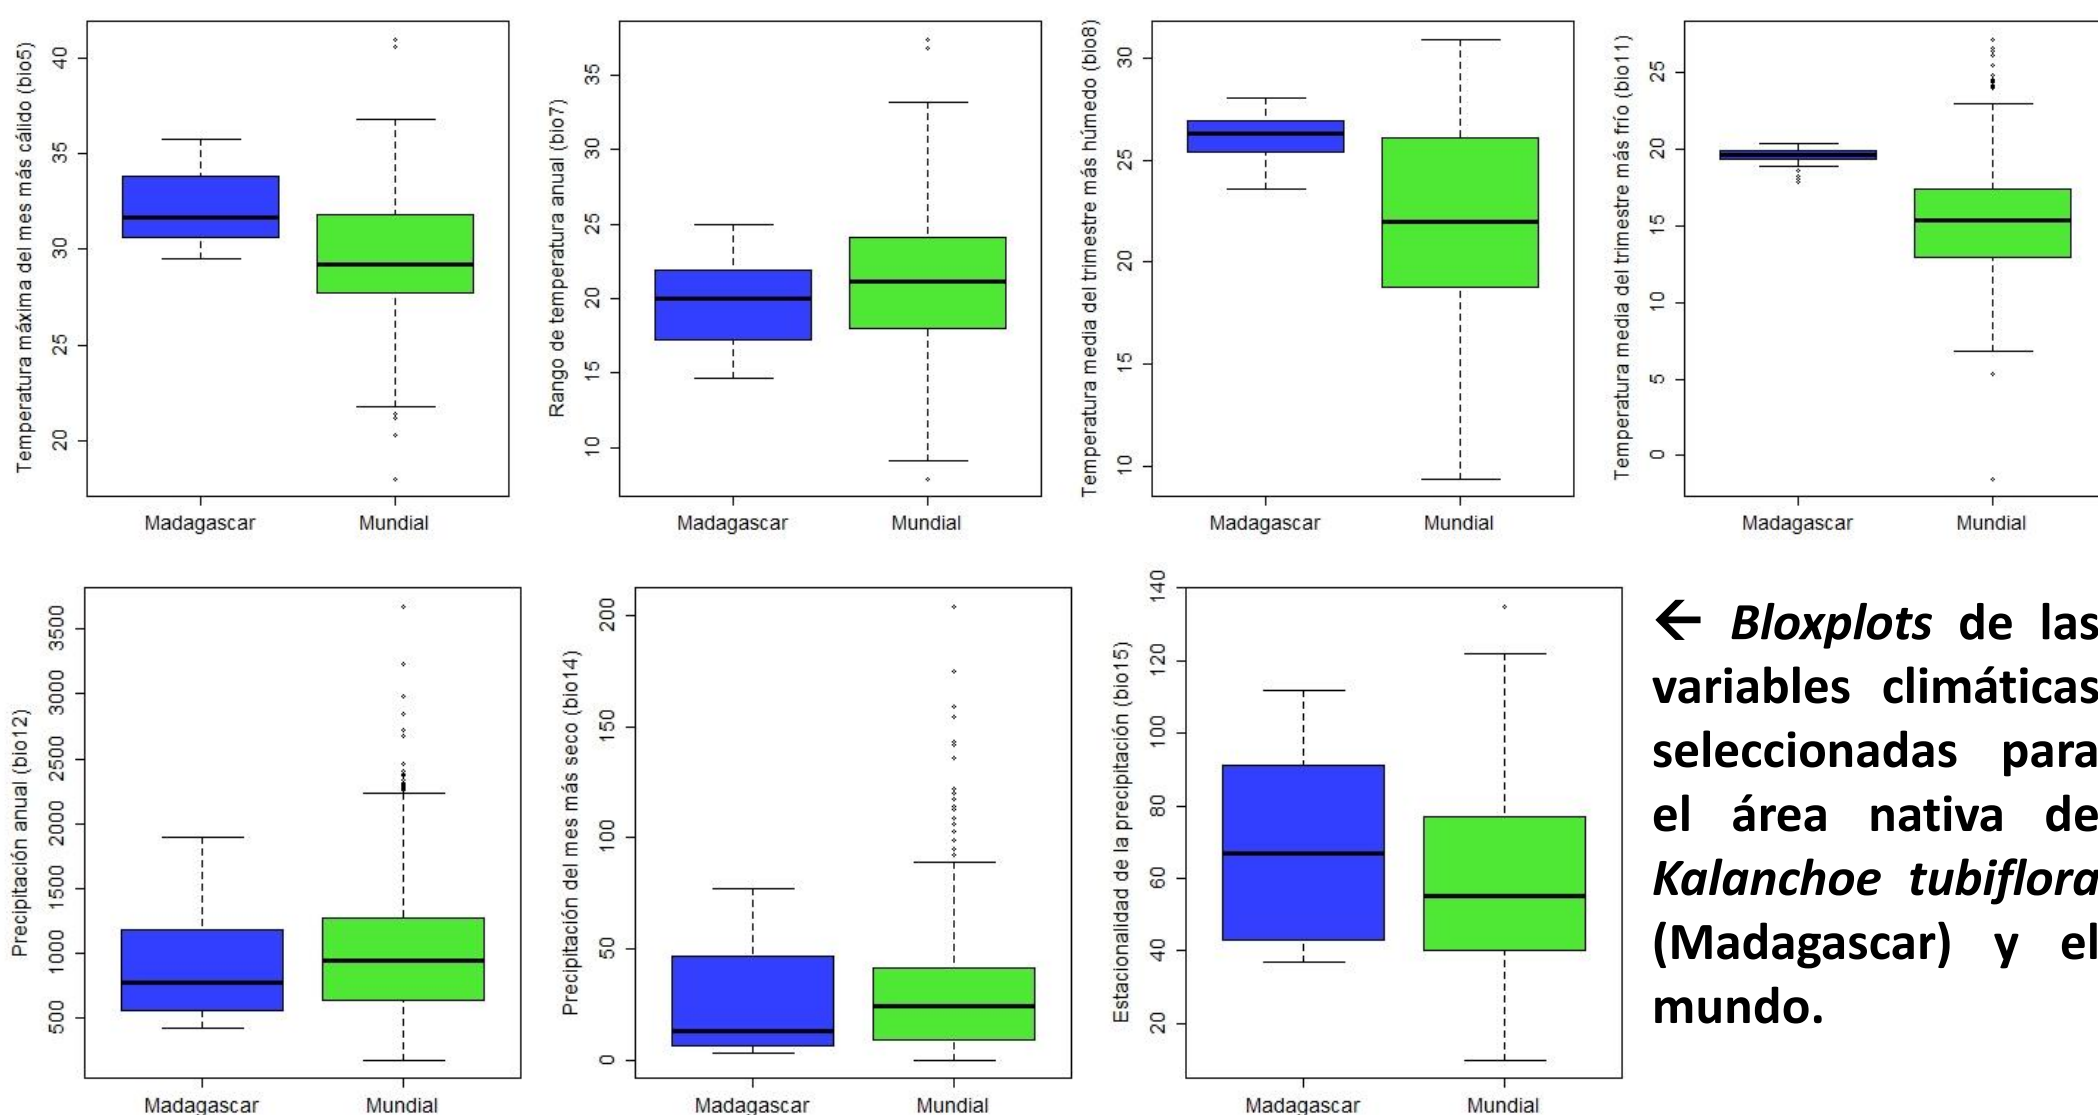 Temperatura máxima del mes más cálido (bio5)
40
35
30
25
20
Madagascar
Mundial
Rango de temperatura anual (bio7)
35
30
25
20
15
10
Madagascar
Mundial
Temperatura media del trimestre más húmedo (bio8)
30
25
20
15
10
Madagascar
Mundial
Temperatura media del trimestre más frío (bio11)
25
20
15
10
5
0
Madagascar
Mundial
Precipitación anual (bio12)
3500
3000
2500
2000
1500
1000
500
Madagascar
Mundial
Precipitación del mes más seco (bio14)
200
150
100
50
0
Madagascar
Mundial
Estacionalidad de la precipitación (bio15)
140
120
100
80
60
40
20
Madagascar
Mundial
← Bloxplots de las
variables climáticas
seleccionadas para
el área nativa de
Kalanchoe tubiflora
(Madagascar) y el
mundo.